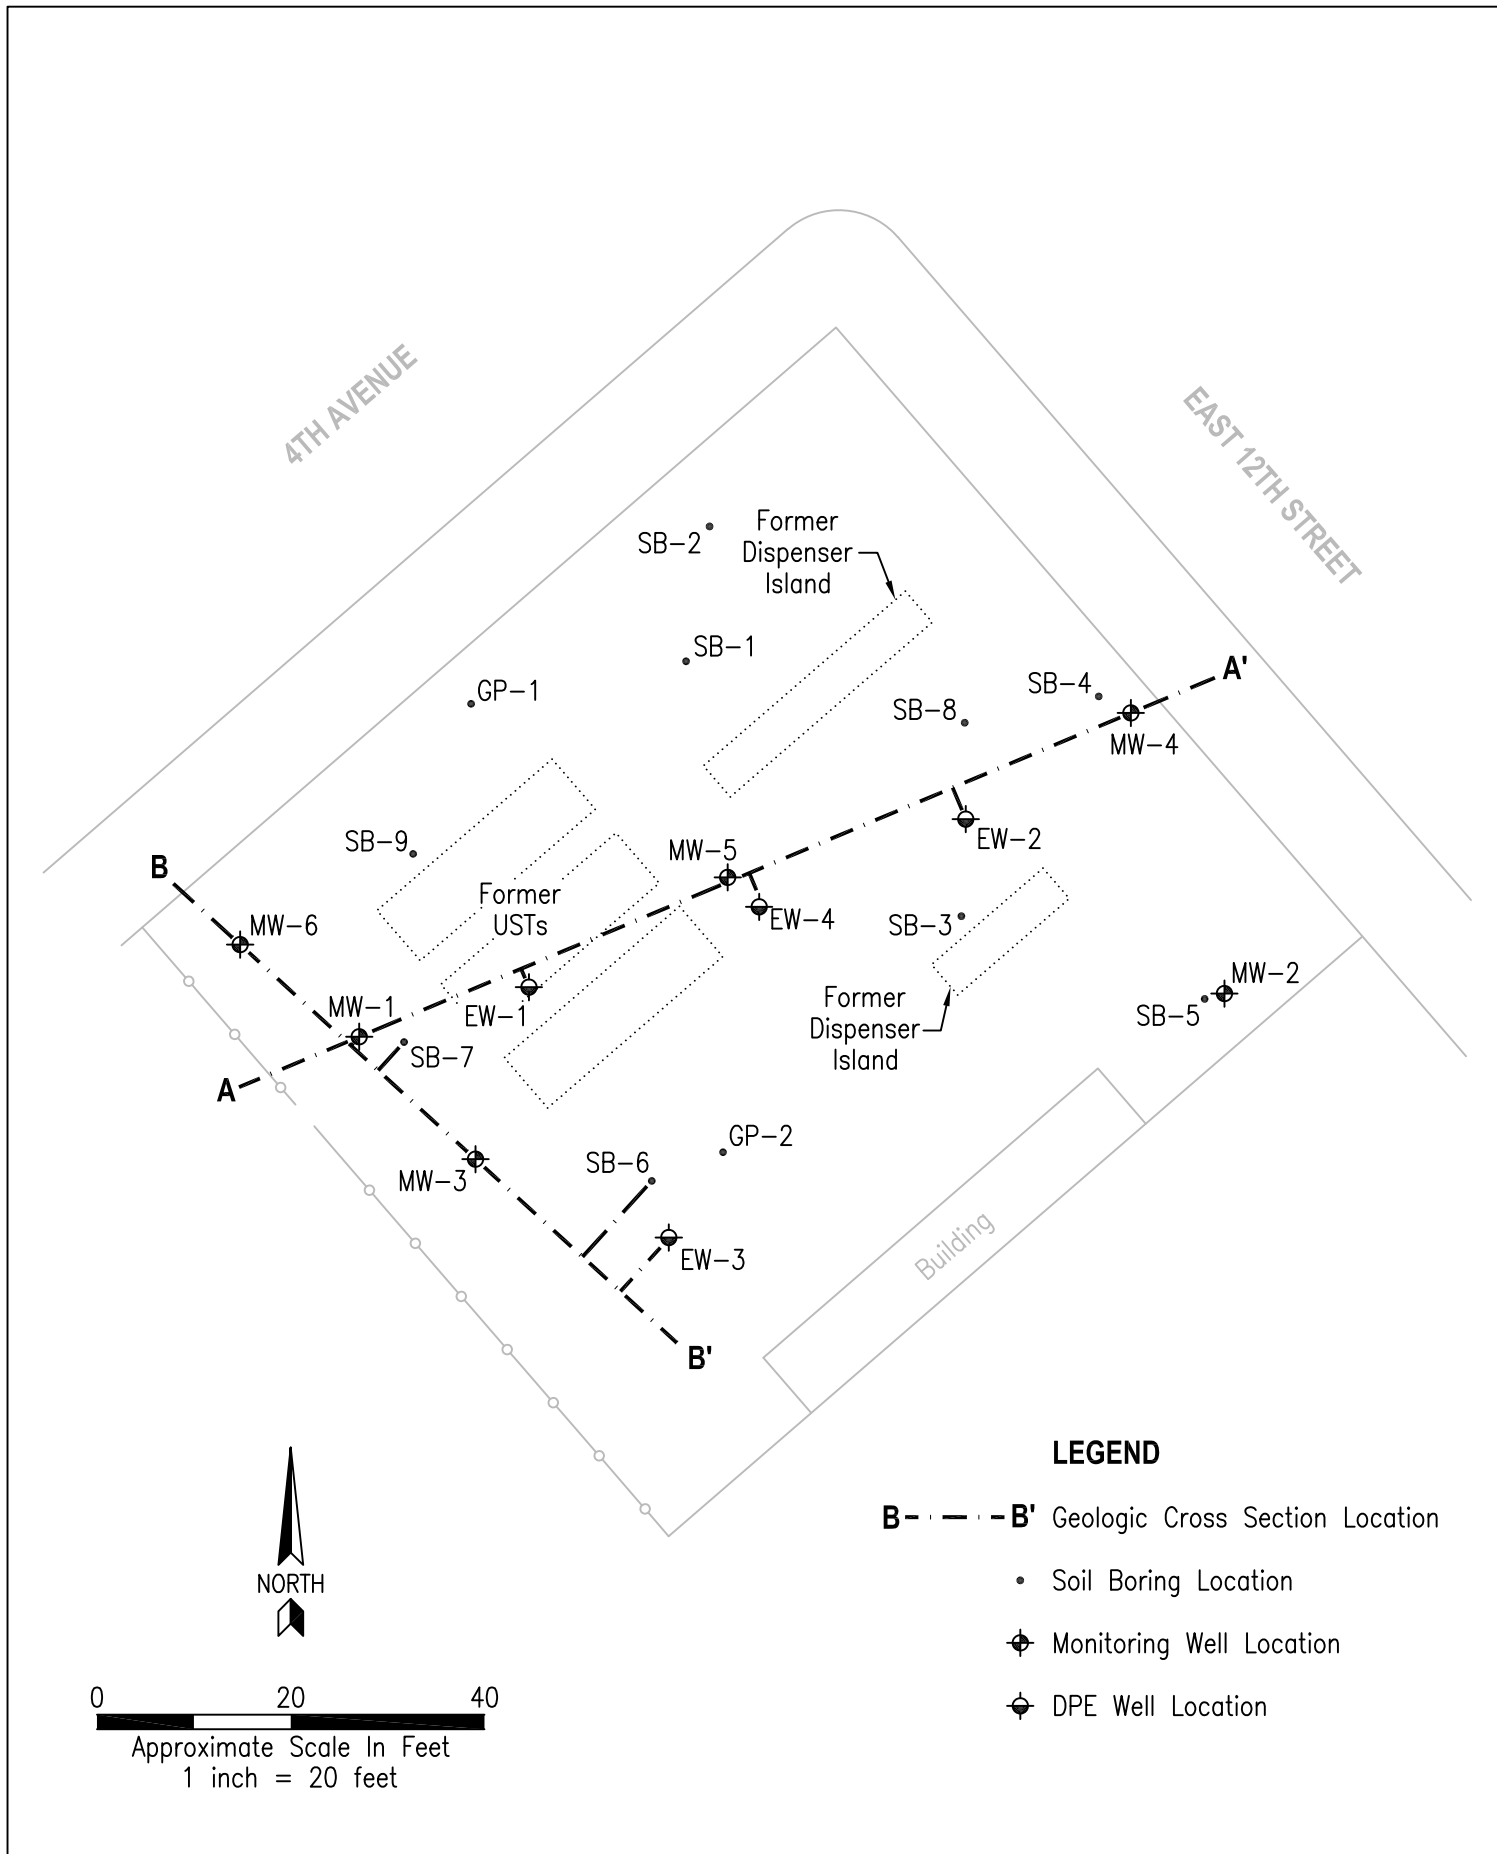 4TH AVENUE
EAST 12TH STREET
SB-2
Former
Dispenser
Island
SB-1
GP-1
SB-4
A'
SB-8
MW-4
SB-9
MW-5
EW-2
B
Former
USTs
EW-4
SB-3
MW-6
MW-2
MW-1
EW-1
Former
Dispenser
Island
SB-5
SB-7
A
GP-2
SB-6
MW-3
EW-3
Building
B'
LEGEND
B B' Geologic Cross Section Location
Soil Boring Location
Monitoring Well Location
DPE Well Location
NORTH
0 20 40
Approximate Scale In Feet
1 inch = 20 feet